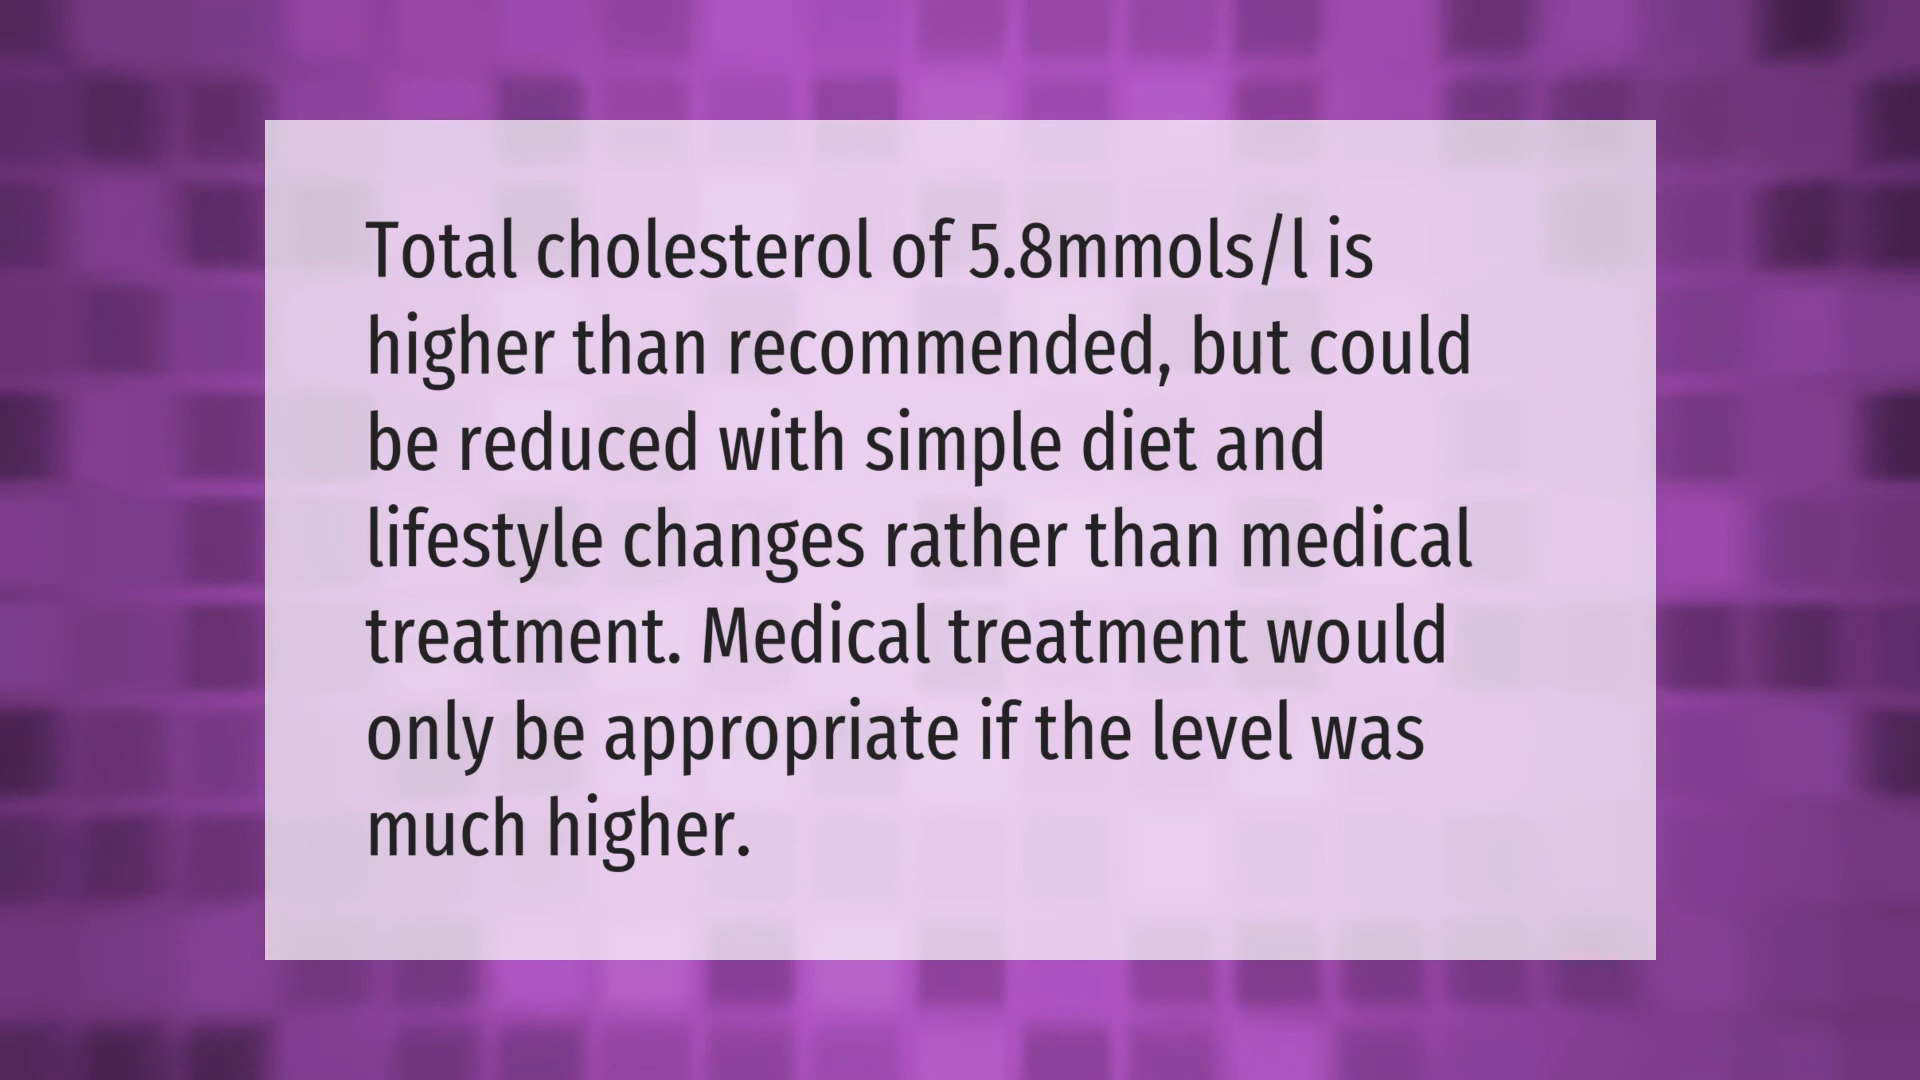 Total cholesterol of 5.8mmols/l is
higher than recommended, but could
be reduced with simple diet and
lifestyle changes rather than medical
treatment. Medical treatment would
only be appropriate if the level was
much higher.